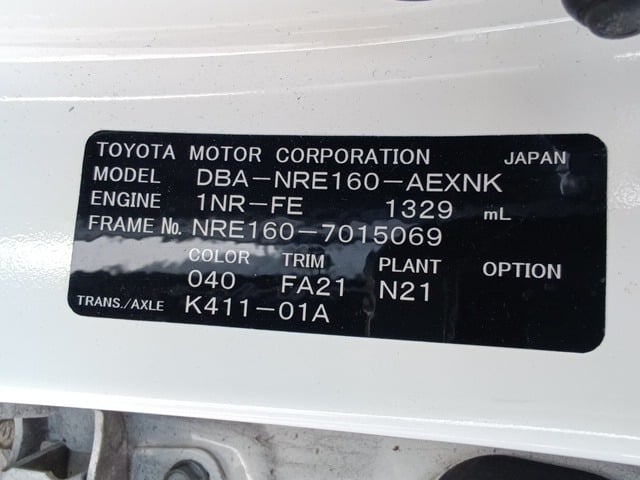 TOYOTA MOTOR CORPORATION JAPAN
MODEL DBA-NRE160-AEXNK
ENGINE 1NR-FE 1329 mL
FRAME No. NRE160-7015069
COLOR TRIM PLANT OPTION
040 FA21 N21
TRANS./AXLE K411-01A